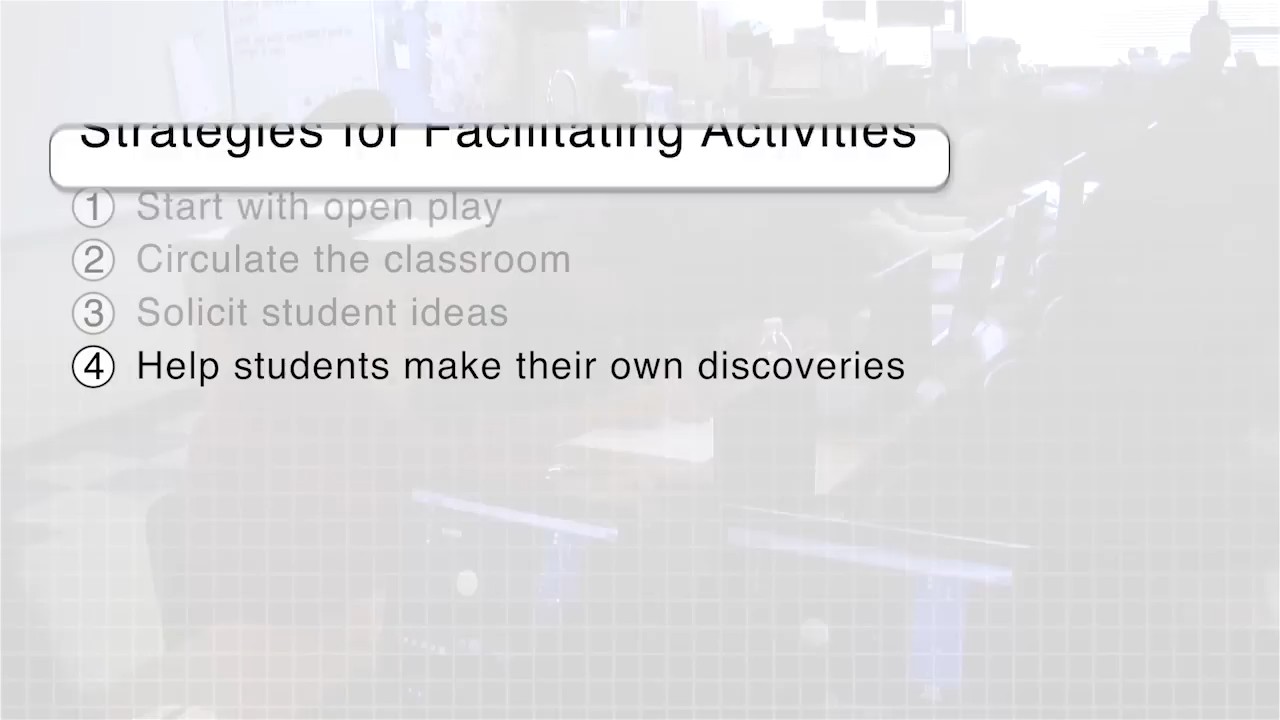 Strategies for Facilitating Activities
1 Start with open play
2 Circulate the classroom
3 Solicit student ideas
4 Help students make their own discoveries